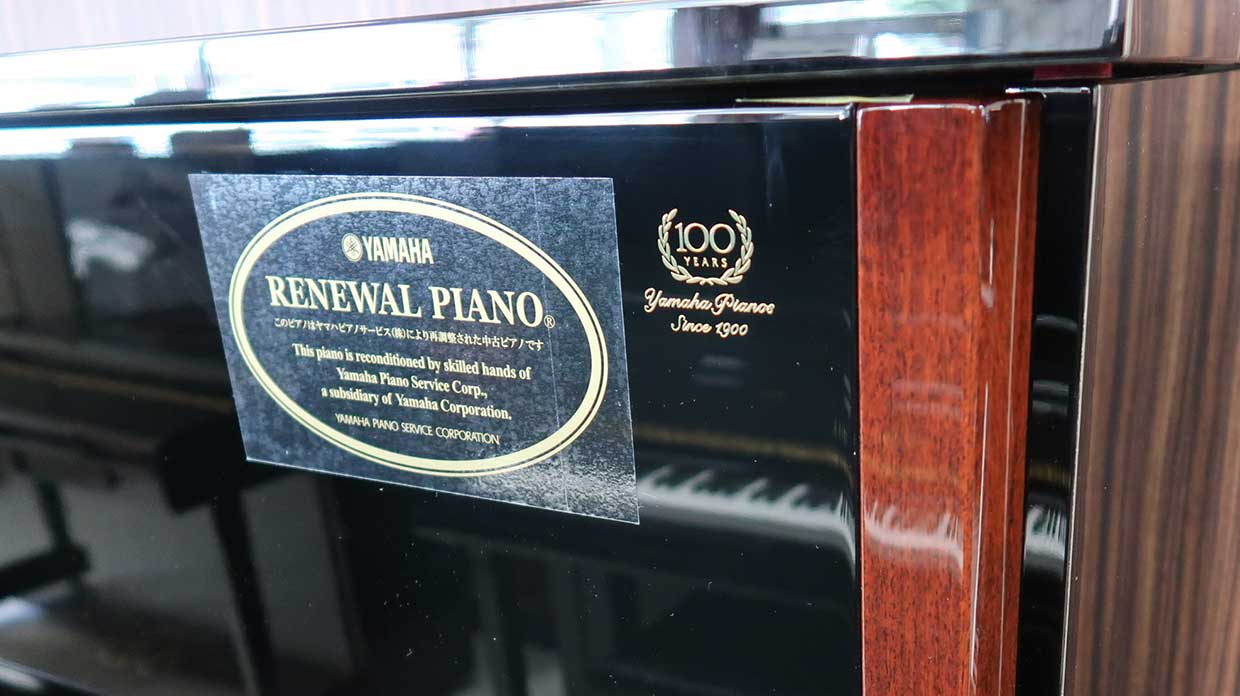 YAMAHA
RENEWAL PIANO®
このピアノはヤマハピアノサービス(株)により再調整された中古ピアノです
This piano is reconditioned by skilled hands of
Yamaha Piano Service Corp.,
a subsidiary of Yamaha Corporation.
YAMAHA PIANO SERVICE CORPORATION
100
YEARS
Yamaha Pianos
Since 1900